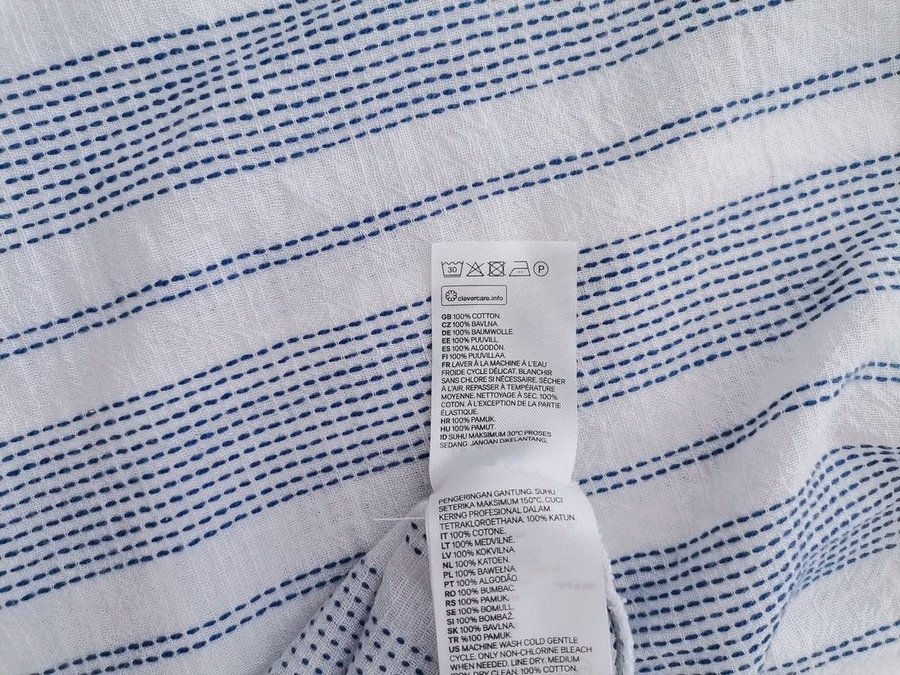 30 P
clevercare.info
GB 100% COTTON.
CZ 100% BAVLNA.
DE 100% BAUMWOLLE.
EE 100% PUUVILL.
ES 100% ALGODÓN.
FI 100% PUUVILLAA.
FR LAVER À LA MACHINE À L'EAU
FROIDE CYCLE DÉLICAT. BLANCHIR
SANS CHLORE SI NÉCESSAIRE. SÉCHER
À L'AIR. REPASSER À TEMPÉRATURE
MOYENNE. NETTOYAGE À SEC. 100%
COTON. À L'EXCEPTION DE LA PARTIE
ÉLASTIQUE.
HR 100% PAMUK.
HU 100% PAMUT.
ID SUHU MAKSIMUM 30°C PROSES
SEDANG. JANGAN DIKELANTANG.
PENGERINGAN GANTUNG. SUHU
SETERIKA MAKSIMUM 150°C. CUCI
KERING PROFESIONAL DALAM
TETRAKLOROETHANA. 100% KATUN.
IT 100% COTONE.
LT 100% MEDVILNĖ.
LV 100% KOKVILNA.
NL 100% KATOEN.
PL 100% BAWEŁNA.
PT 100% ALGODÃO.
RO 100% BUMBAC.
RS 100% PAMUK.
SE 100% BOMULL.
SI 100% BOMBAŽ.
SK 100% BAVLNA.
TR %100 PAMUK.
US MACHINE WASH COLD GENTLE
CYCLE. ONLY NON-CHLORINE BLEACH
WHEN NEEDED. LINE DRY. MEDIUM
IRON. DRY CLEAN. 100% COTTON.